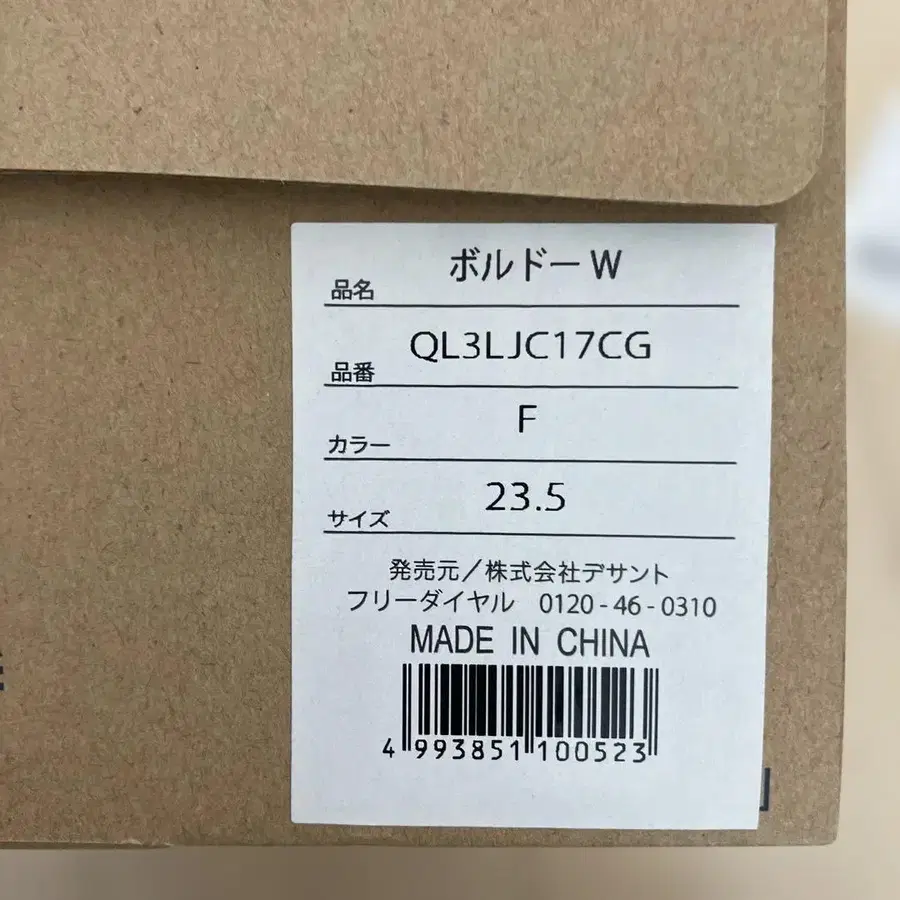 ボルドー W
品名
QL3LJC17CG
品番
F
カラー
23.5
サイズ
発売元／株式会社デサント
フリーダイヤル 0120-46-0310
MADE IN CHINA
4 993851 100523